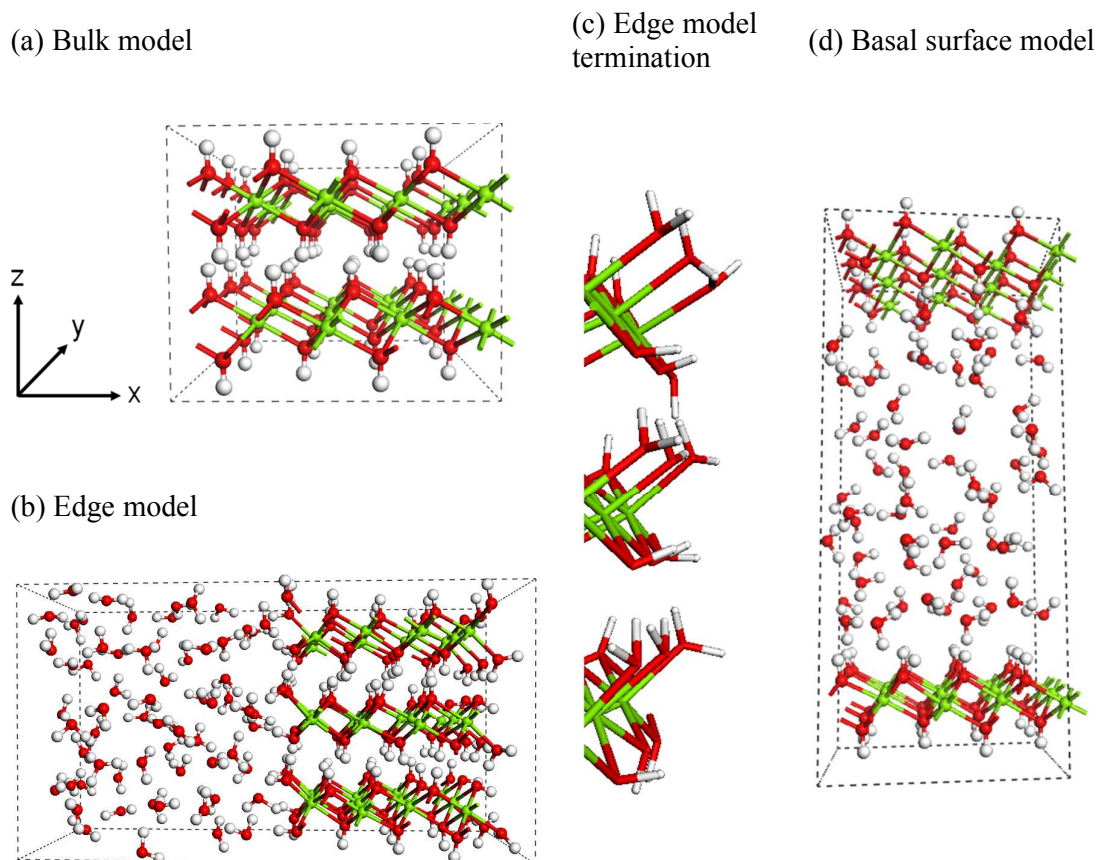 (a) Bulk model
(c) Edge model
termination
(d) Basal surface model
z
y
x
(b) Edge model